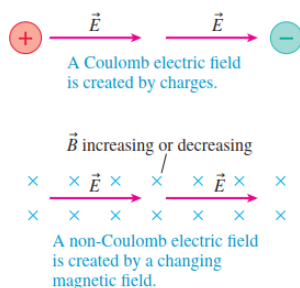 + E⃗ E⃗ −
A Coulomb electric field
is created by charges.
B⃗ increasing or decreasing
× × E⃗ × × × E⃗ × ×
× × × × × × ×
A non-Coulomb electric field
is created by a changing
magnetic field.